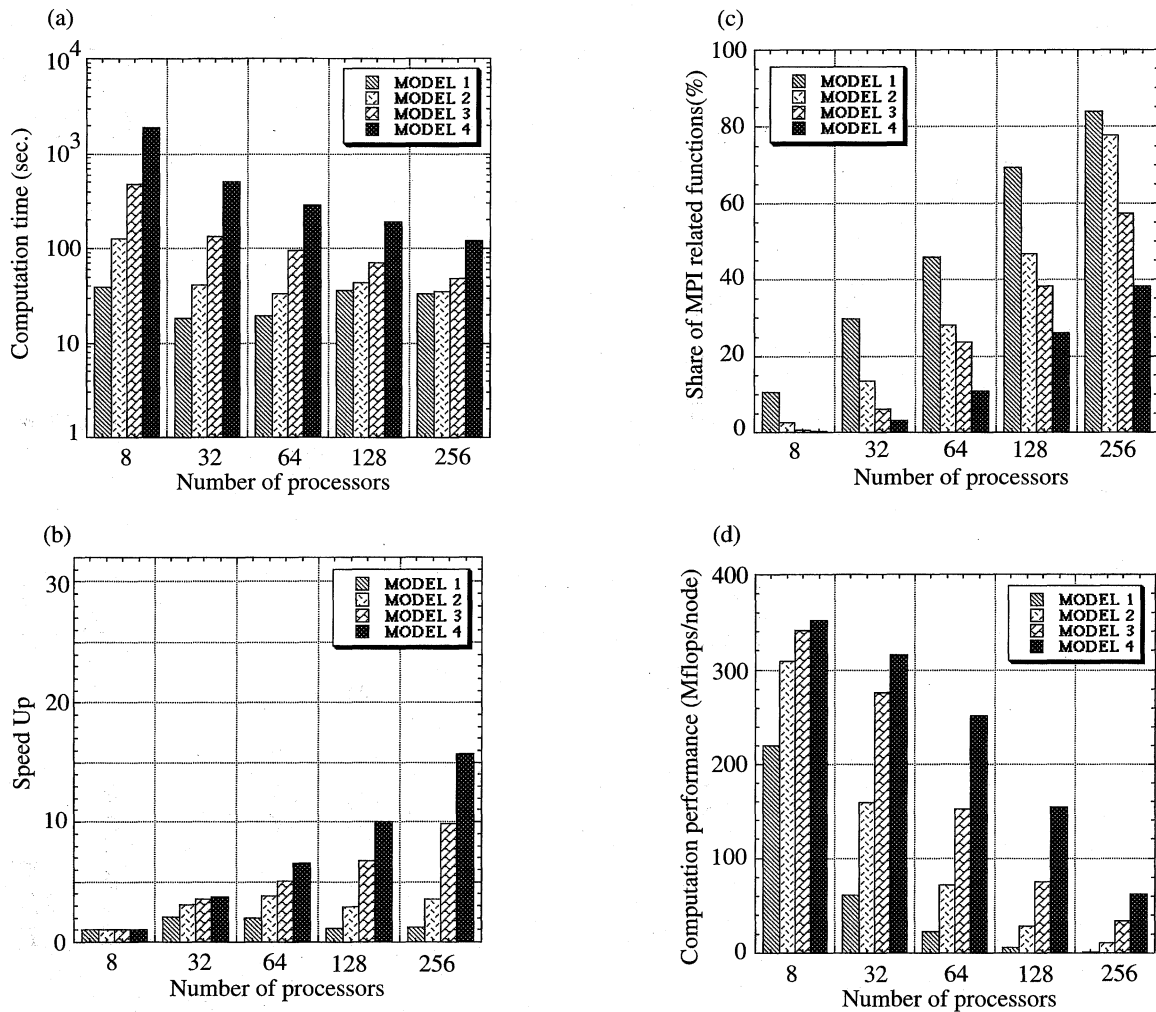 (a)
Computation time (sec.)
10^4
10^3
100
10
1
MODEL 1
MODEL 2
MODEL 3
MODEL 4
8 32 64 128 256
Number of processors
(c)
Share of MPI related functions(%)
100
80
60
40
20
0
MODEL 1
MODEL 2
MODEL 3
MODEL 4
8 32 64 128 256
Number of processors
(b)
Speed Up
30
20
10
0
MODEL 1
MODEL 2
MODEL 3
MODEL 4
8 32 64 128 256
Number of processors
(d)
Computation performance (Mflops/node)
400
300
200
100
0
MODEL 1
MODEL 2
MODEL 3
MODEL 4
8 32 64 128 256
Number of processors